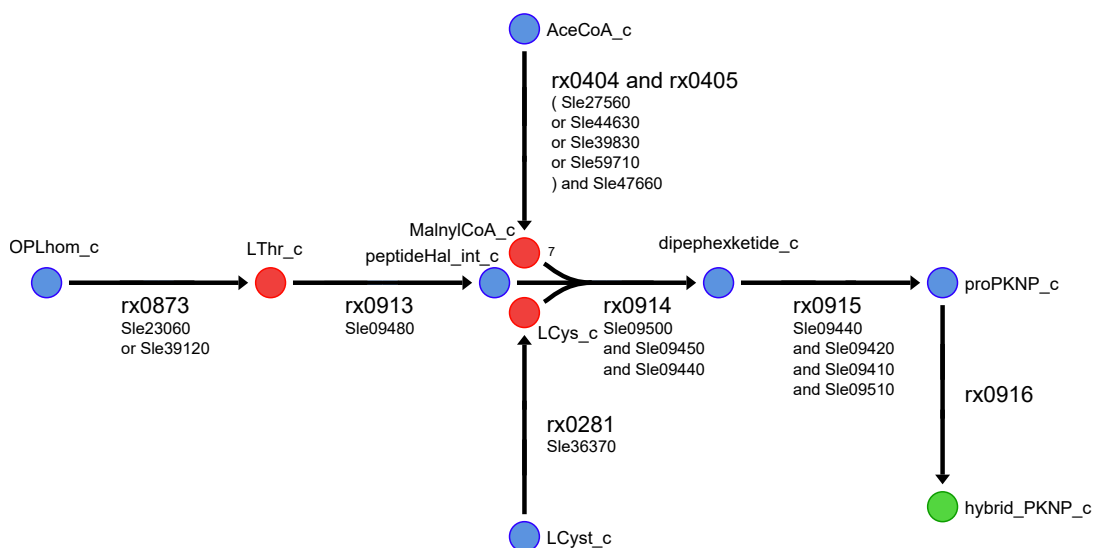 AceCoA_c
rx0404 and rx0405
( Sle27560
or Sle44630
or Sle39830
or Sle59710
) and Sle47660
MalnylCoA_c
7
OPLhom_c
LThr_c
peptideHal_int_c
dipephexketide_c
proPKNP_c
rx0873
Sle23060
or Sle39120
rx0913
Sle09480
LCys_c
rx0914
Sle09500
and Sle09450
and Sle09440
rx0915
Sle09440
and Sle09420
and Sle09410
and Sle09510
rx0916
rx0281
Sle36370
hybrid_PKNP_c
LCyst_c